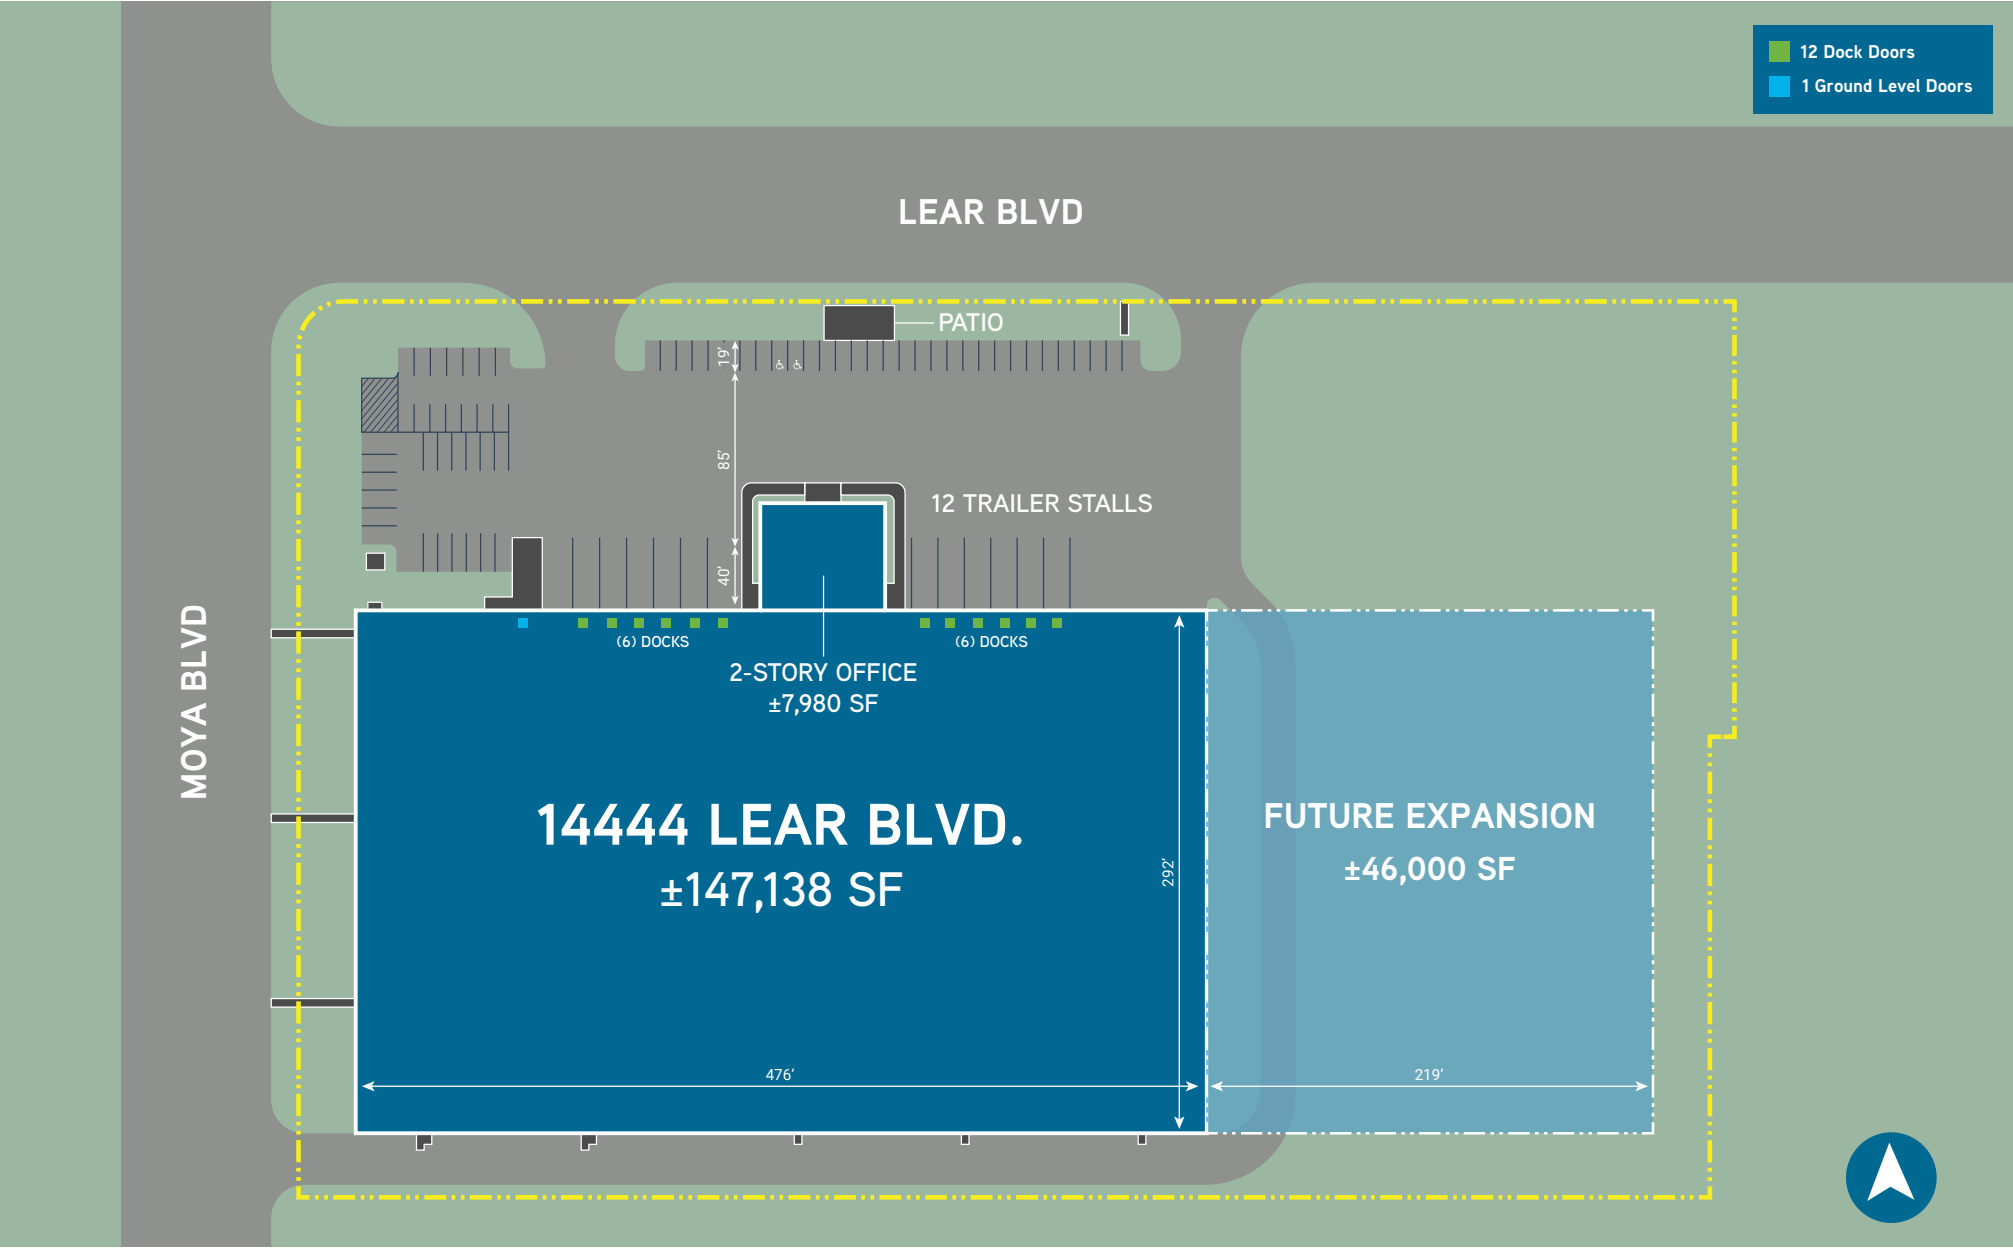 12 Dock Doors
1 Ground Level Doors
LEAR BLVD
PATIO
19'
85'
12 TRAILER STALLS
40'
MOYA BLVD
(6) DOCKS
(6) DOCKS
2-STORY OFFICE
±7,980 SF
14444 LEAR BLVD.
±147,138 SF
292'
FUTURE EXPANSION
±46,000 SF
476'
219'